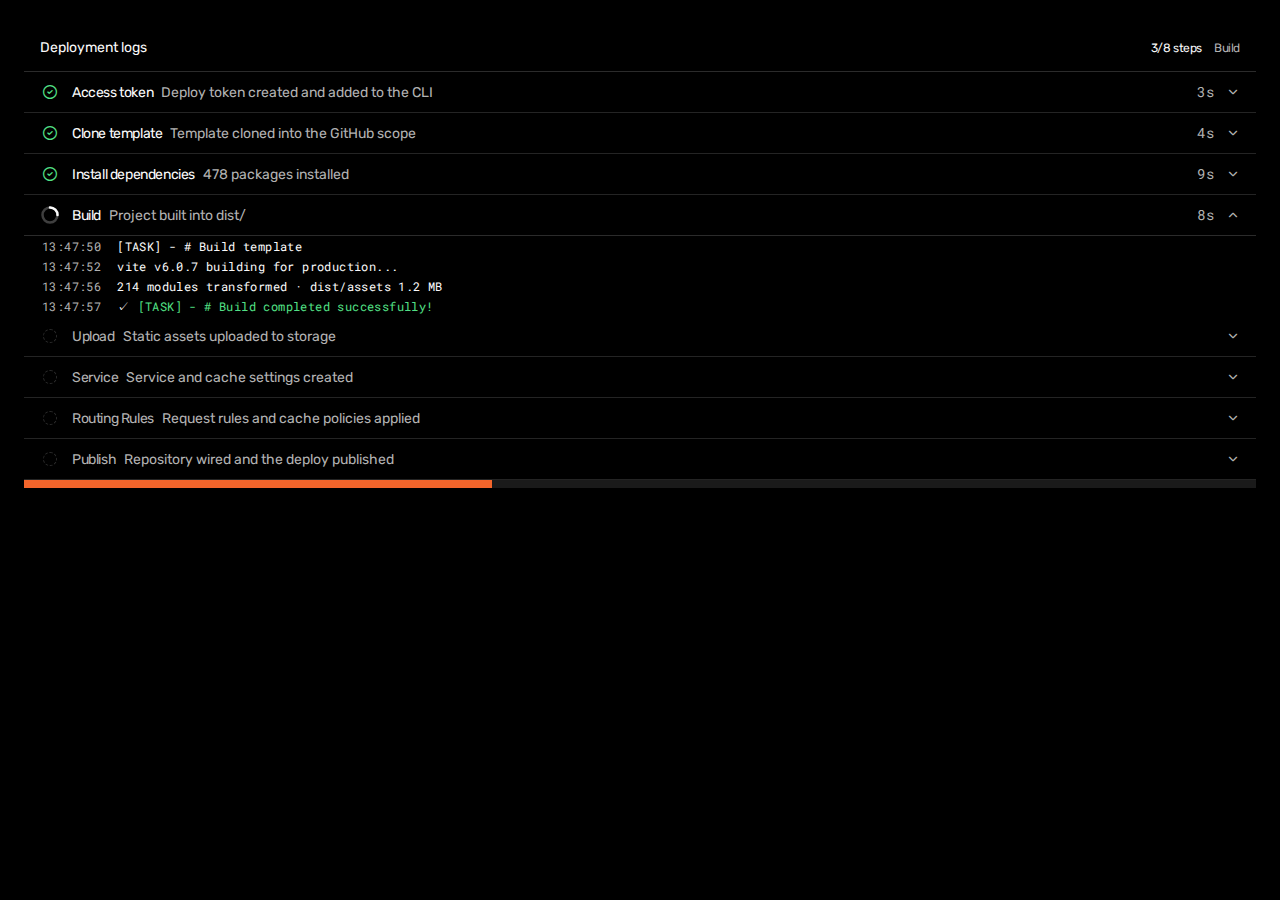 Deployment logs 3/8 steps Build
Access token Deploy token created and added to the CLI 3 s
Clone template Template cloned into the GitHub scope 4 s
Install dependencies 478 packages installed 9 s
Build Project built into dist/ 8 s
13:47:50 [TASK] - # Build template
13:47:52 vite v6.0.7 building for production...
13:47:56 214 modules transformed · dist/assets 1.2 MB
13:47:57 ✓ [TASK] - # Build completed successfully!
Upload Static assets uploaded to storage
Service Service and cache settings created
Routing Rules Request rules and cache policies applied
Publish Repository wired and the deploy published